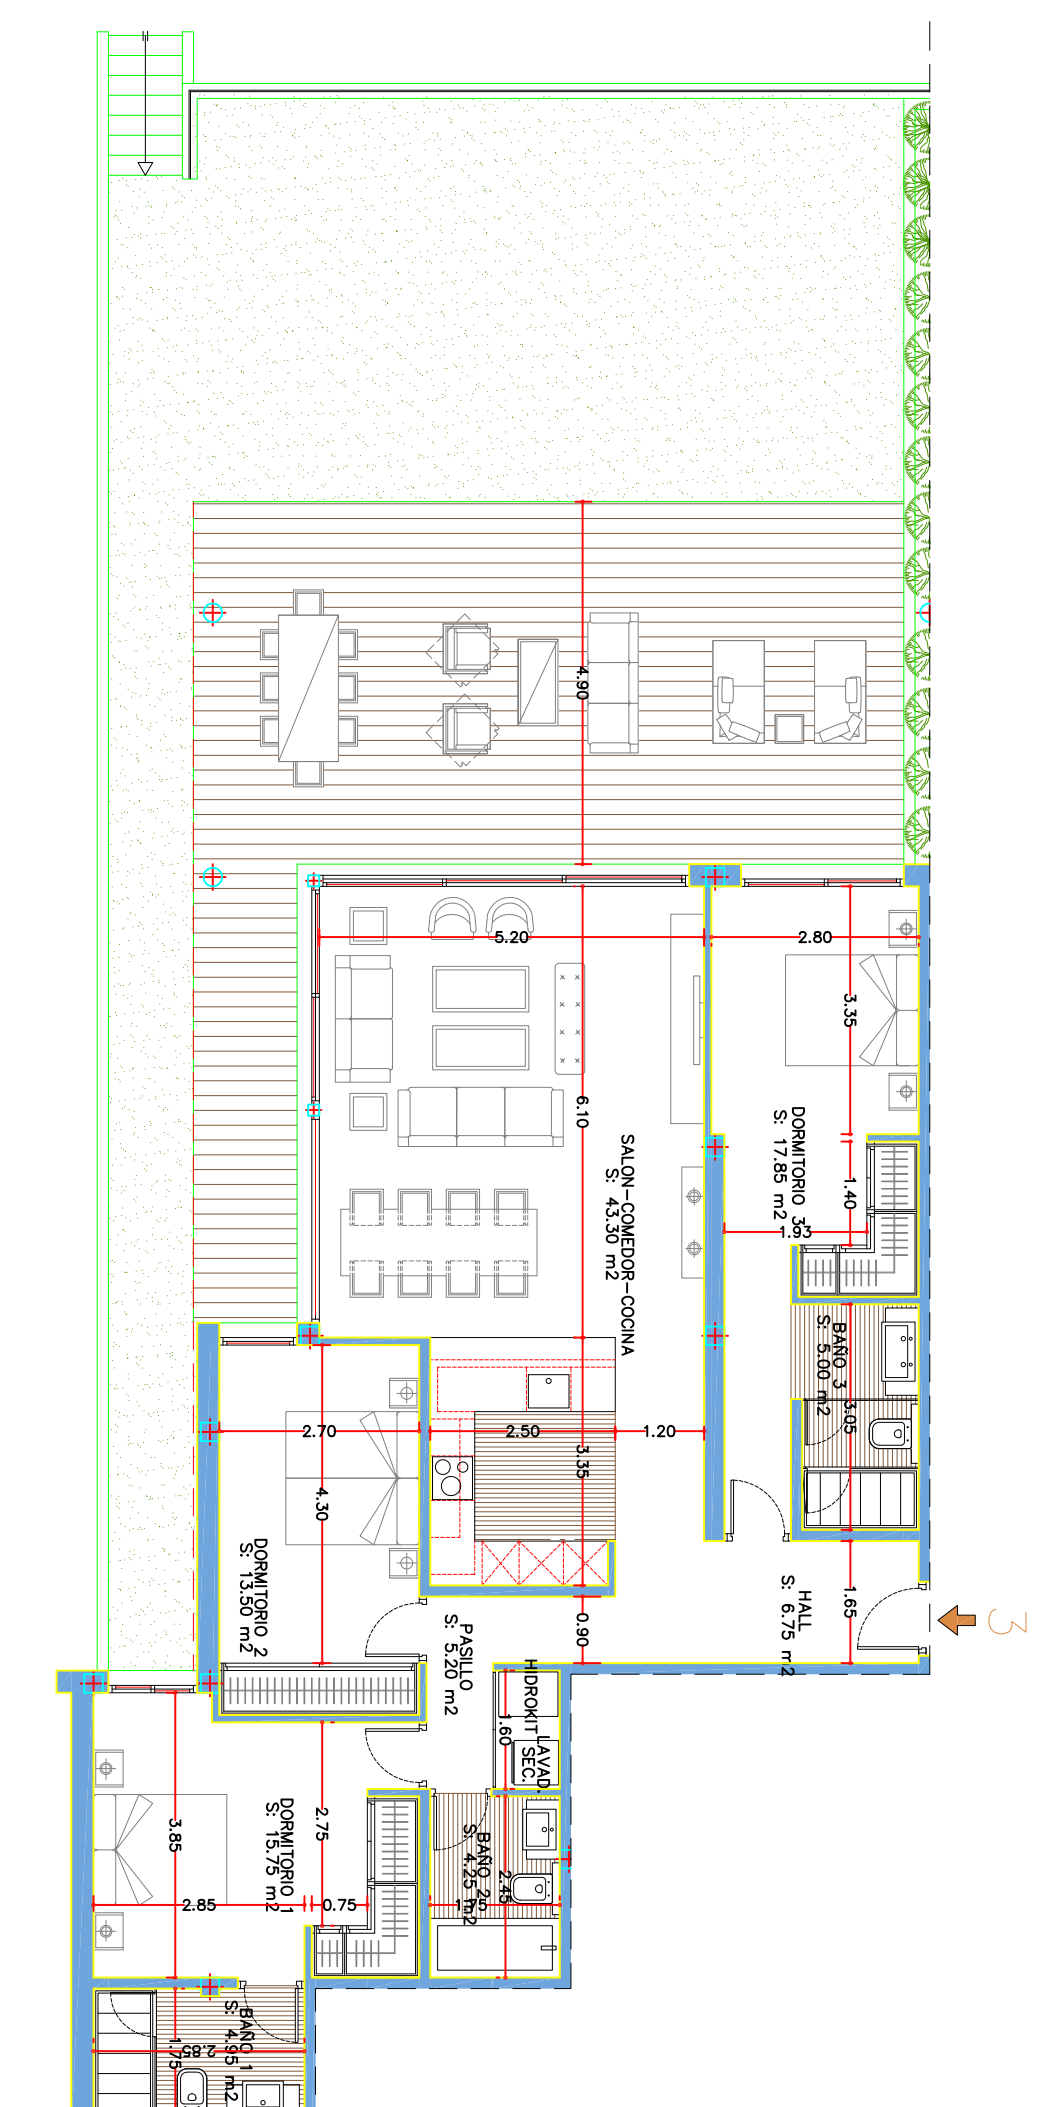 4.90
5.20
2.80
3.35
6.10
DORMITORIO 3
S: 17.85 m2
1.40
1.93
SALON-COMEDOR-COCINA
S: 43.30 m2
BAÑO 3
S: 5.00 m2
3.05
2.70
2.50
1.20
3.35
4.30
DORMITORIO 2
S: 13.50 m2
HALL
S: 6.75 m2
1.65
3
0.90
PASILLO
S: 5.20 m2
HIDROKIT
LAVAD.
SEC.
1.60
DORMITORIO 1
S: 15.75 m2
2.75
3.85
2.85
0.75
BAÑO 2
S: 4.25 m2
2.45
1.75
BAÑO 1
S: 4.95 m2
2.85
1.75